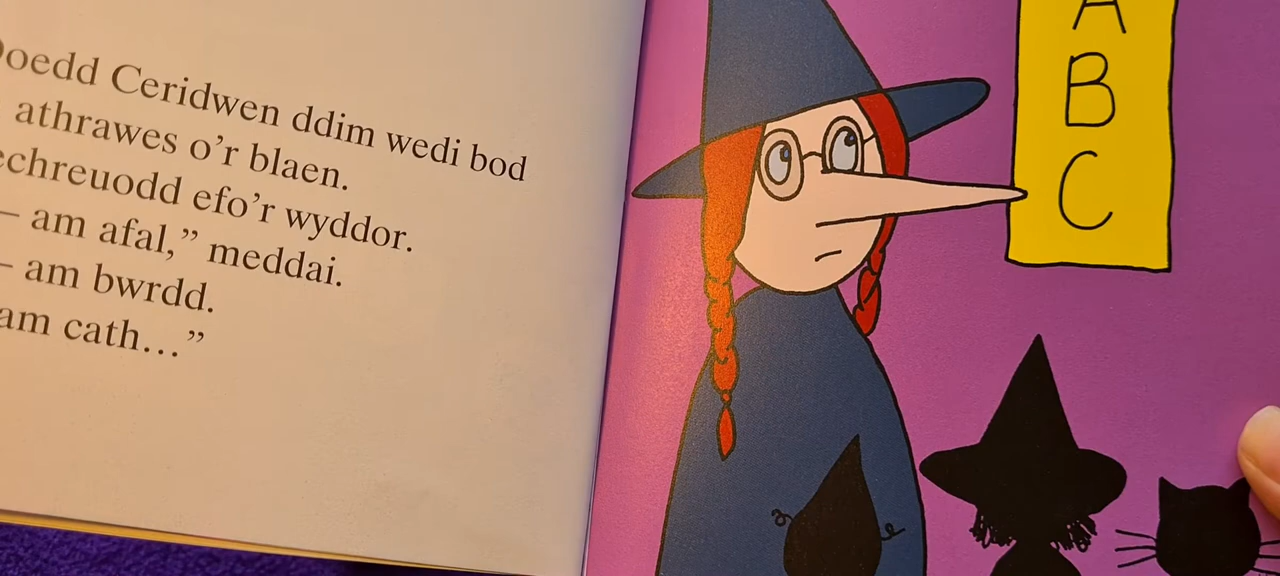 Doedd Ceridwen ddim wedi bod
athrawes o'r blaen.
echreuodd efo'r wyddor.
– am afal,” meddai.
– am bwrdd.
am cath…”
A
B
C